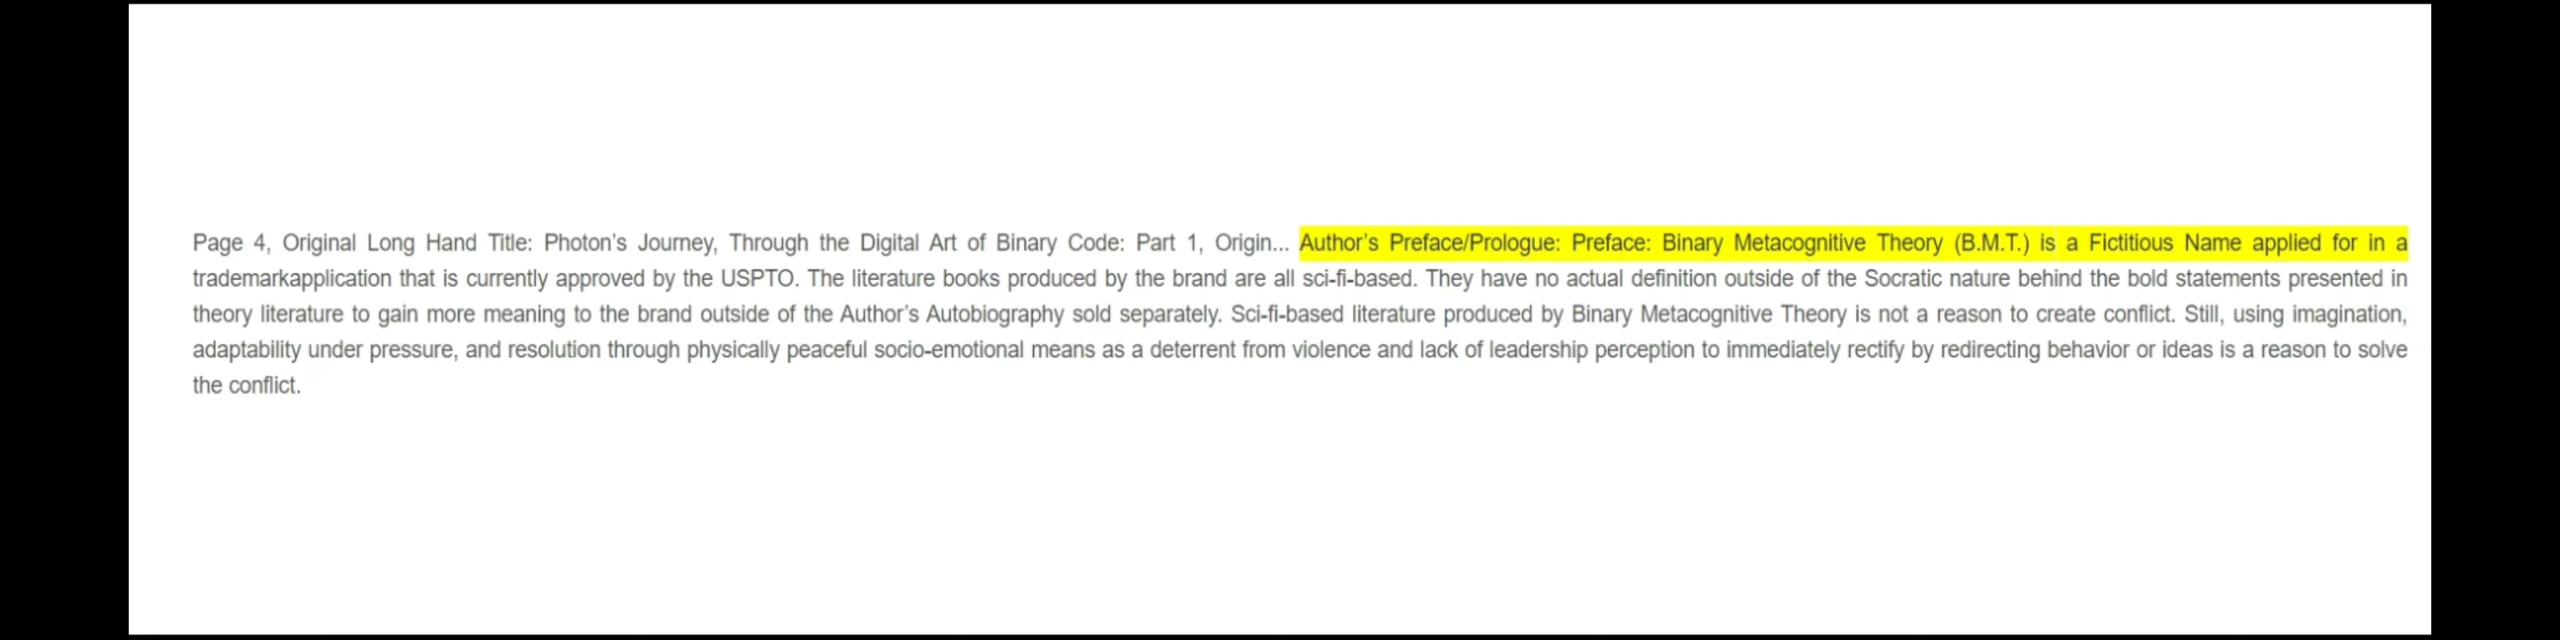 Page 4, Original Long Hand Title: Photon's Journey, Through the Digital Art of Binary Code: Part 1, Origin... Author's Preface/Prologue: Preface: Binary Metacognitive Theory (B.M.T.) is a Fictitious Name applied for in a
trademarkapplication that is currently approved by the USPTO. The literature books produced by the brand are all sci-fi-based. They have no actual definition outside of the Socratic nature behind the bold statements presented in
theory literature to gain more meaning to the brand outside of the Author's Autobiography sold separately. Sci-fi-based literature produced by Binary Metacognitive Theory is not a reason to create conflict. Still, using imagination,
adaptability under pressure, and resolution through physically peaceful socio-emotional means as a deterrent from violence and lack of leadership perception to immediately rectify by redirecting behavior or ideas is a reason to solve
the conflict.